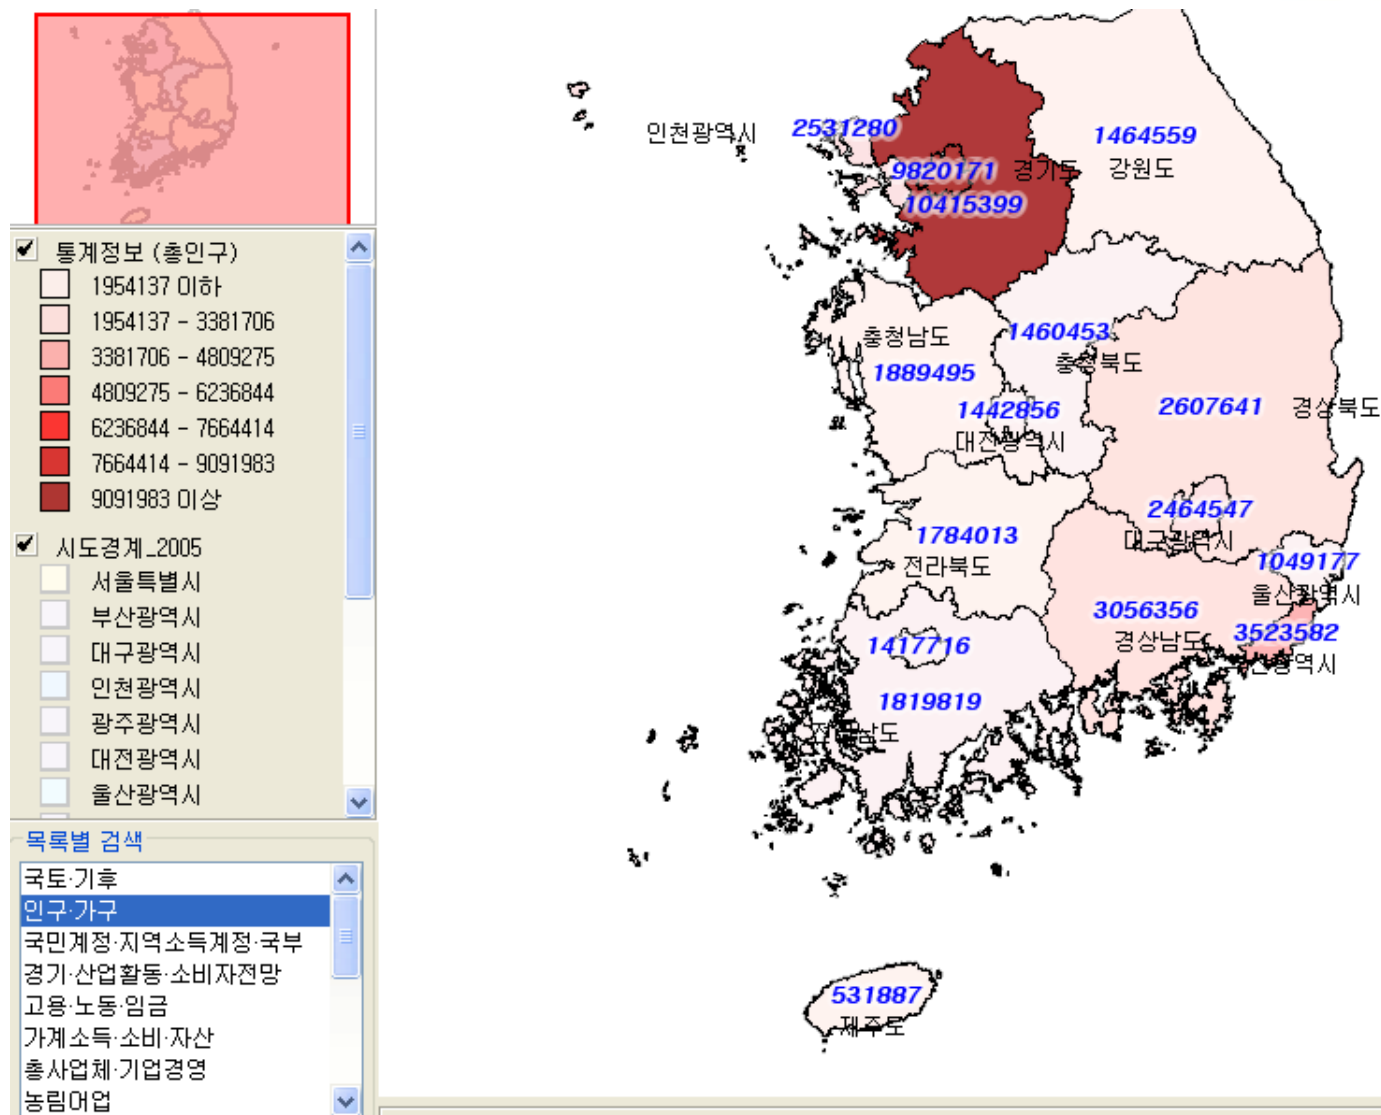 통계정보 (총인구)
1954137 이하
1954137 - 3381706
3381706 - 4809275
4809275 - 6236844
6236844 - 7664414
7664414 - 9091983
9091983 이상
시도경계_2005
서울특별시
부산광역시
대구광역시
인천광역시
광주광역시
대전광역시
울산광역시
목록별 검색
국토·기후
인구·가구
국민계정·지역소득계정·국부
경기·산업활동·소비자전망
고용·노동·임금
가계소득·소비·자산
총사업체·기업경영
농림어업
인천광역시
2531280
1464559
강원도
9820171
경기도
10415399
충청남도
1460453
충청북도
1889495
1442856
대전광역시
2607641
경상북도
2464547
대구광역시
1784013
전라북도
1049177
울산광역시
3056356
경상남도
3523582
산광역시
1417716
1819819
전라남도
531887
제주도